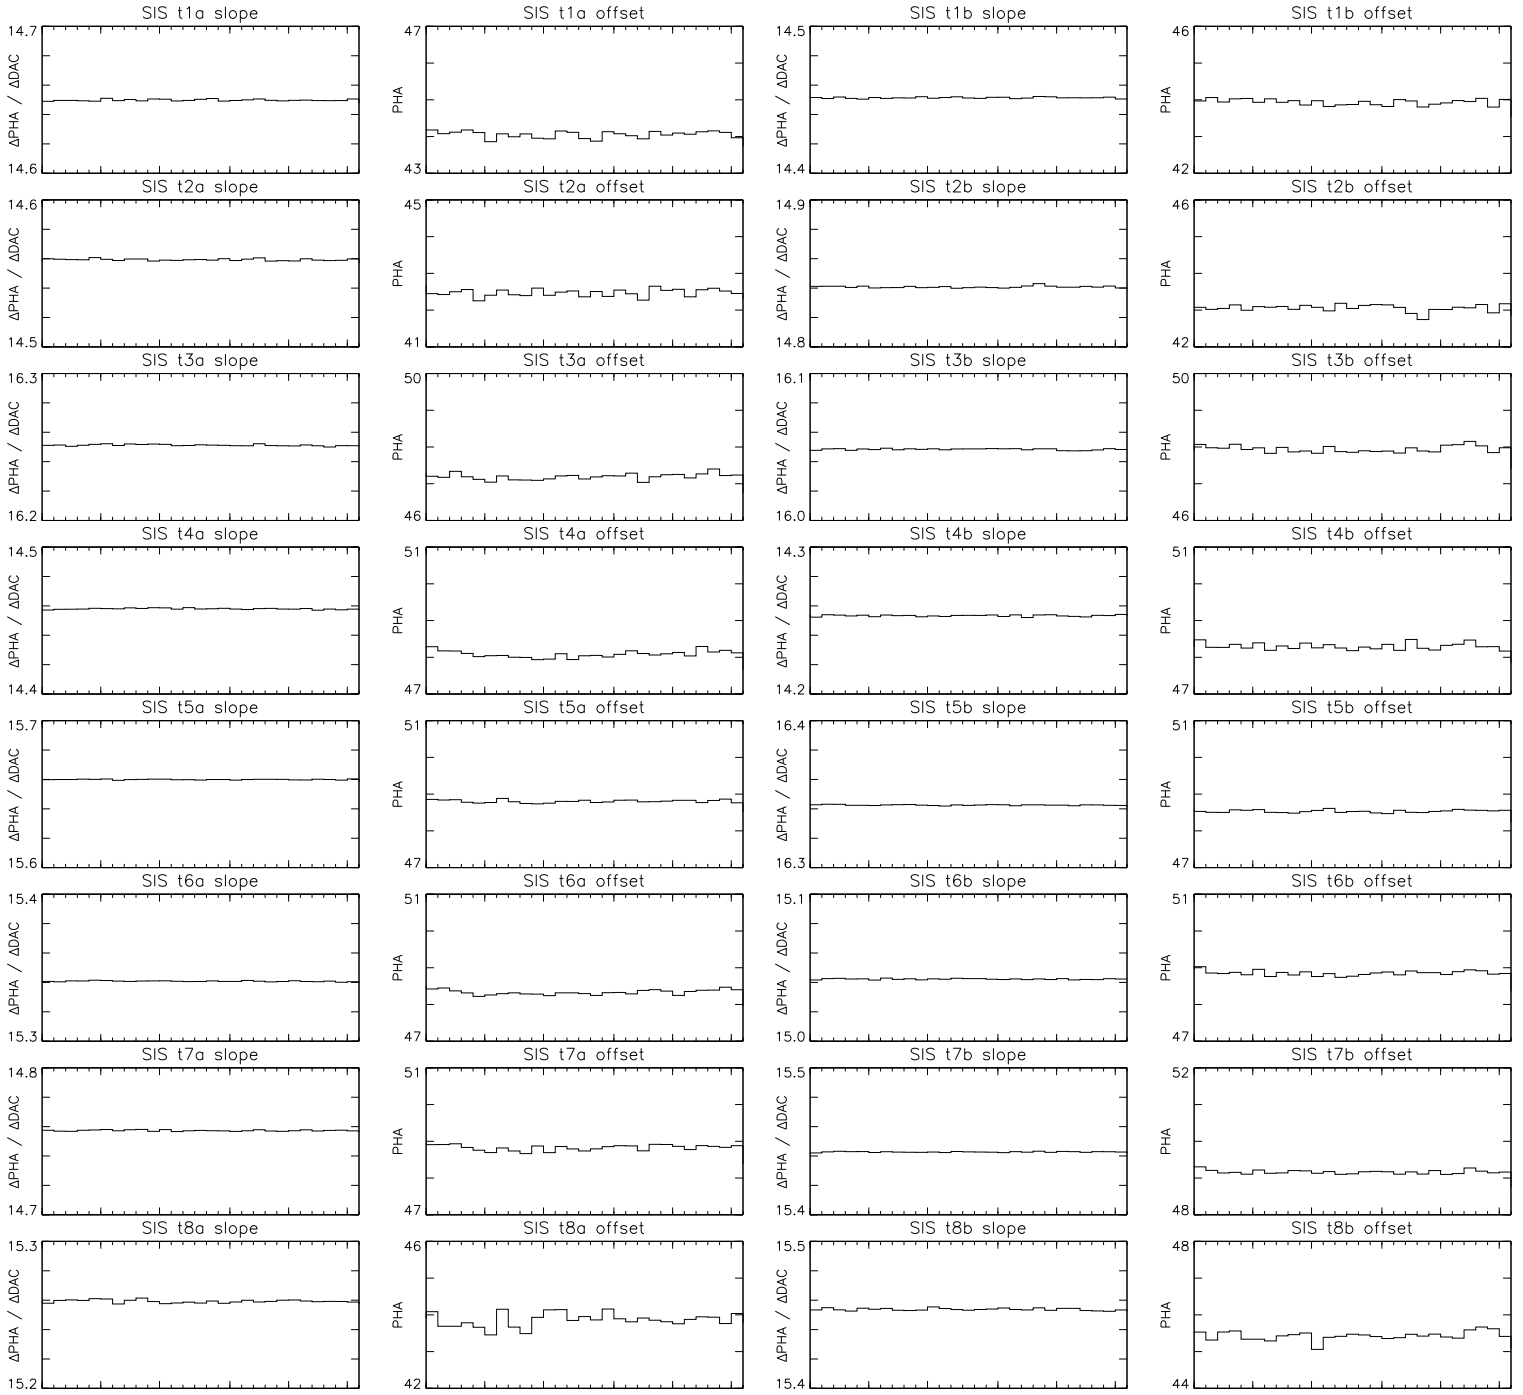 SIS t1a slope
14.7
ΔPHA / ΔDAC
14.6
SIS t1a offset
47
PHA
43
SIS t1b slope
14.5
ΔPHA / ΔDAC
14.4
SIS t1b offset
46
PHA
42
SIS t2a slope
14.6
ΔPHA / ΔDAC
14.5
SIS t2a offset
45
PHA
41
SIS t2b slope
14.9
ΔPHA / ΔDAC
14.8
SIS t2b offset
46
PHA
42
SIS t3a slope
16.3
ΔPHA / ΔDAC
16.2
SIS t3a offset
50
PHA
46
SIS t3b slope
16.1
ΔPHA / ΔDAC
16.0
SIS t3b offset
50
PHA
46
SIS t4a slope
14.5
ΔPHA / ΔDAC
14.4
SIS t4a offset
51
PHA
47
SIS t4b slope
14.3
ΔPHA / ΔDAC
14.2
SIS t4b offset
51
PHA
47
SIS t5a slope
15.7
ΔPHA / ΔDAC
15.6
SIS t5a offset
51
PHA
47
SIS t5b slope
16.4
ΔPHA / ΔDAC
16.3
SIS t5b offset
51
PHA
47
SIS t6a slope
15.4
ΔPHA / ΔDAC
15.3
SIS t6a offset
51
PHA
47
SIS t6b slope
15.1
ΔPHA / ΔDAC
15.0
SIS t6b offset
51
PHA
47
SIS t7a slope
14.8
ΔPHA / ΔDAC
14.7
SIS t7a offset
51
PHA
47
SIS t7b slope
15.5
ΔPHA / ΔDAC
15.4
SIS t7b offset
52
PHA
48
SIS t8a slope
15.3
ΔPHA / ΔDAC
15.2
SIS t8a offset
46
PHA
42
SIS t8b slope
15.5
ΔPHA / ΔDAC
15.4
SIS t8b offset
48
PHA
44